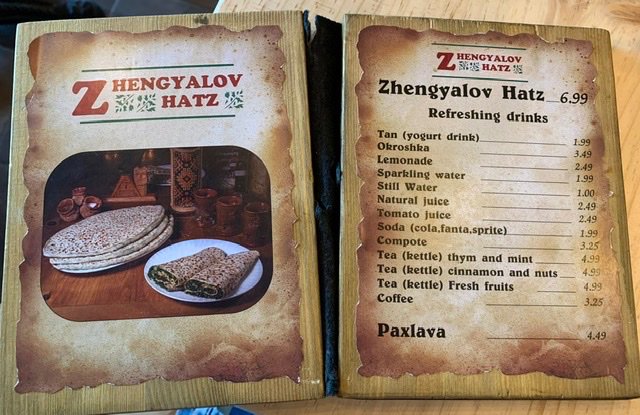 ZHENGYALOV
HATZ
ZHENGYALOV
HATZ
Zhengyalov Hatz 6.99
Refreshing drinks
Tan (yogurt drink) 1.99
Okroshka 3.49
Lemonade 2.49
Sparkling water 1.99
Still Water 1.00
Natural juice 2.49
Tomato juice 2.49
Soda (cola,fanta,sprite) 1.99
Compote 3.25
Tea (kettle) thym and mint 4.99
Tea (kettle) cinnamon and nuts 4.99
Tea (kettle) Fresh fruits 4.99
Coffee 3.25
Paxlava 4.49